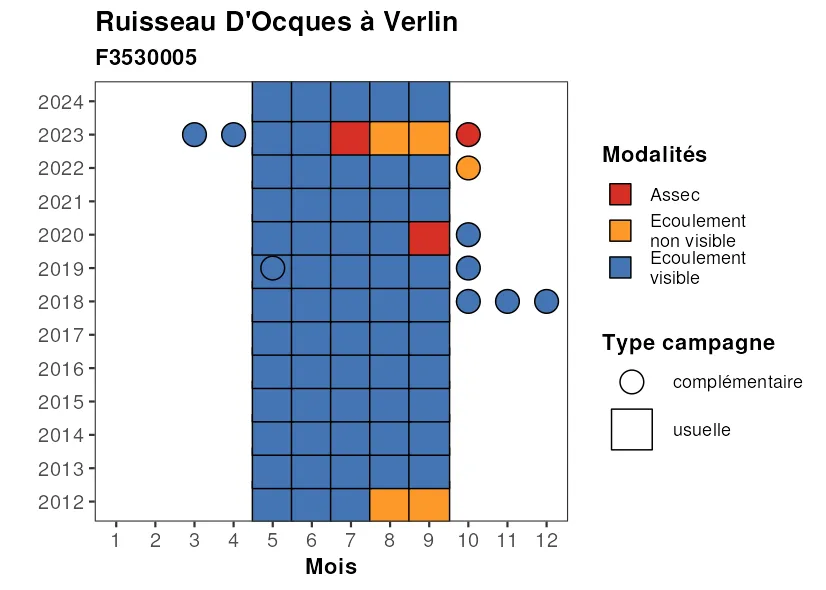 Ruisseau D'Ocques à Verlin
F3530005
2024
2023
2022
2021
2020
2019
2018
2017
2016
2015
2014
2013
2012
1 2 3 4 5 6 7 8 9 10 11 12
Mois
Modalités
Assec
Ecoulement
non visible
Ecoulement
visible
Type campagne
complémentaire
usuelle